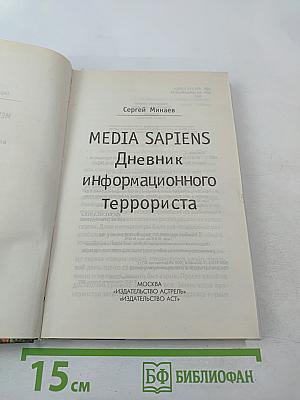 Сергей Минаев
MEDIA SAPIENS
Дневник
информационного
террориста
МОСКВА
«ИЗДАТЕЛЬСТВО АСТРЕЛЬ»
«ИЗДАТЕЛЬСТВО АСТ»
15 см
БФ БИБЛИОФАН